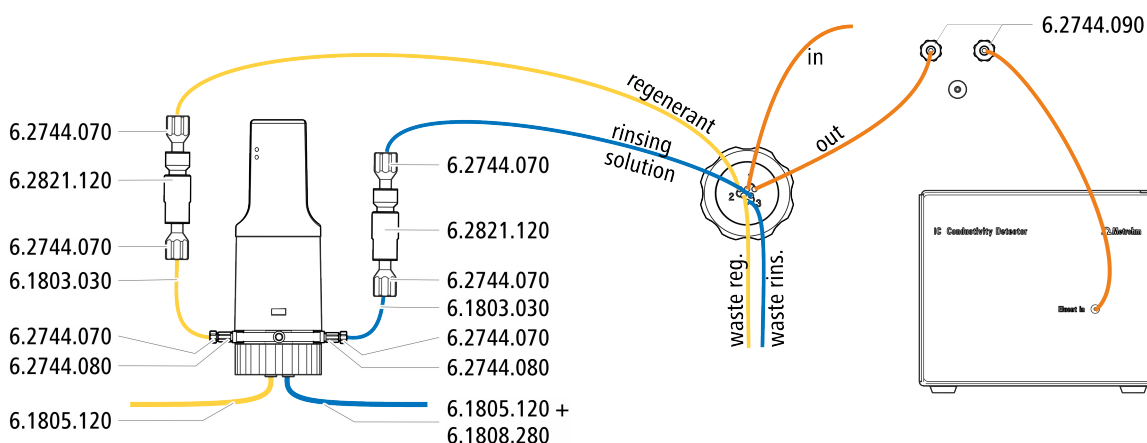 6.2744.070
6.2821.120
6.2744.070
6.1803.030
6.2744.070
6.2744.080
6.1805.120
6.2744.070
6.2821.120
6.2744.070
6.1803.030
6.2744.070
6.2744.080
6.1805.120 +
6.1808.280
regenerant
rinsing
solution
in
out
1
2
3
waste reg.
waste rins.
6.2744.090
IC Conductivity Detector
Metrohm
Eluent in